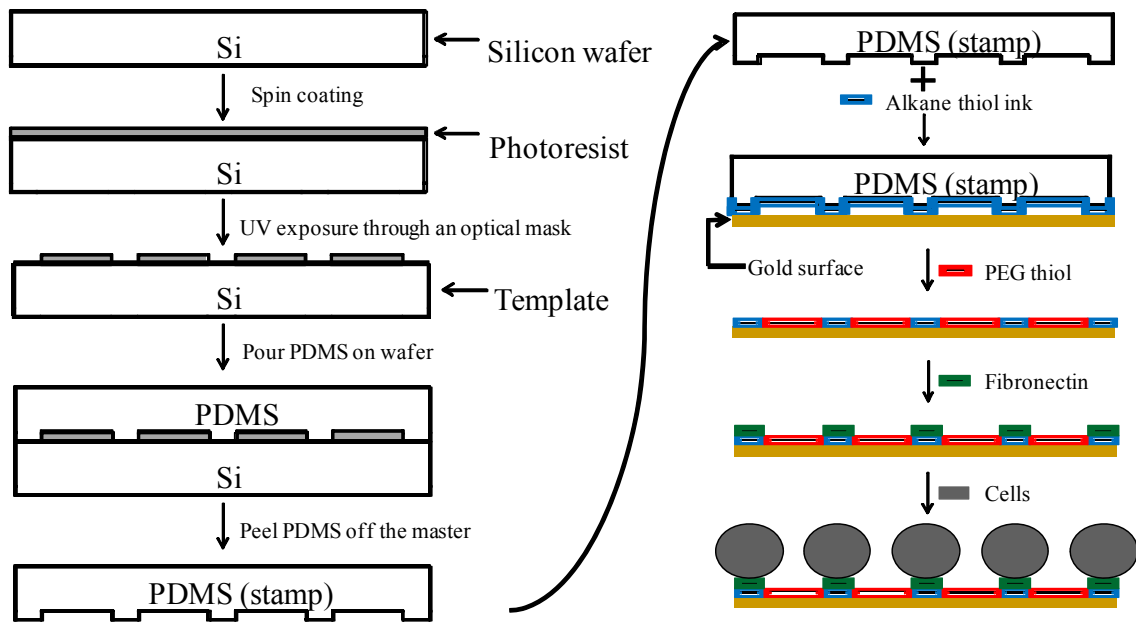 Si
Silicon wafer
Spin coating
Photoresist
Si
UV exposure through an optical mask
Si
Template
Pour PDMS on wafer
PDMS
Si
Peel PDMS off the master
PDMS (stamp)
PDMS (stamp)
+
Alkane thiol ink
PDMS (stamp)
Gold surface
PEG thiol
Fibronectin
Cells